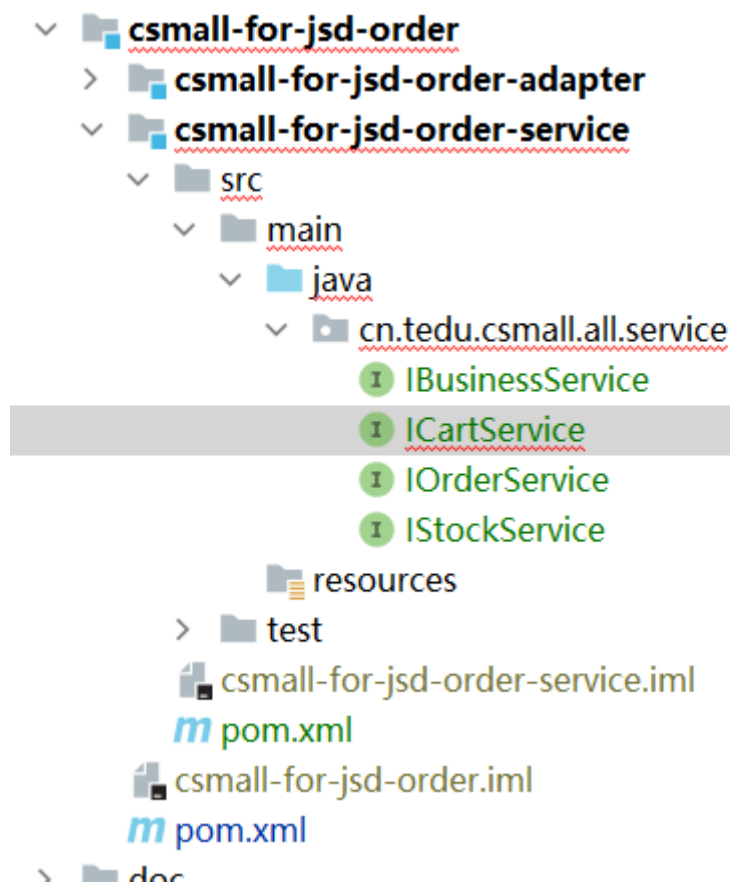 csmall-for-jsd-order
csmall-for-jsd-order-adapter
csmall-for-jsd-order-service
src
main
java
cn.tedu.csmall.all.service
I IBusinessService
I ICartService
I IOrderService
I IStockService
resources
test
csmall-for-jsd-order-service.iml
m pom.xml
csmall-for-jsd-order.iml
m pom.xml
doc